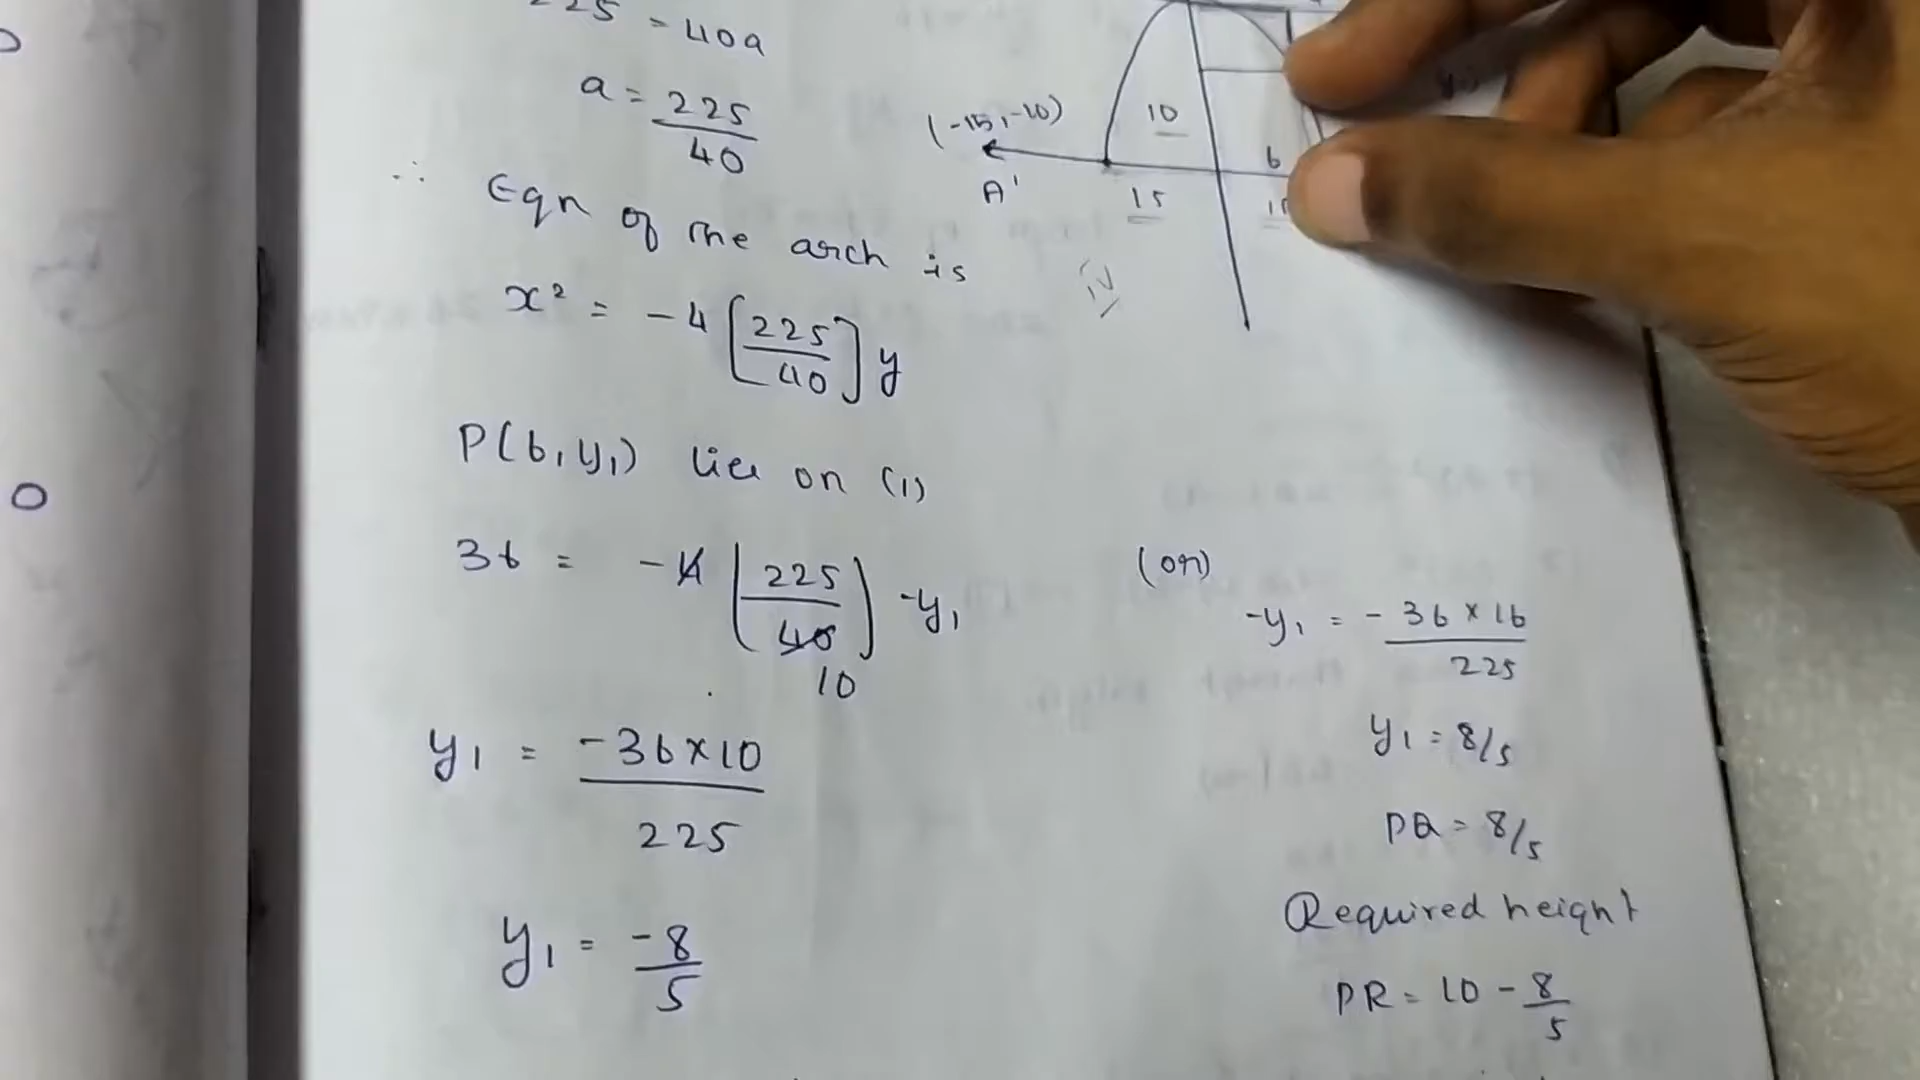 225 = 40a
a = 225/40
∴ Eqn of the arch is
x² = -4 [225/40] y
P(6, y₁) lies on (1)
36 = -4 (225/40) -y₁
10
y₁ = -36×10/225
y₁ = -8/5
(-15, -10)
A'
10
6
15
(or)
-y₁ = - 36 × 16/225
y₁ = 8/5
PQ = 8/5
Required height
PR = 10 - 8/5
0